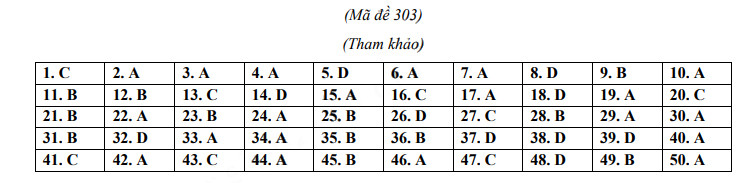 (Mã đề 303)
(Tham khảo)
1. C 2. A 3. A 4. A 5. D 6. A 7. A 8. D 9. B 10. A
11. B 12. B 13. C 14. D 15. A 16. C 17. A 18. D 19. A 20. C
21. B 22. A 23. B 24. A 25. B 26. D 27. C 28. B 29. A 30. A
31. B 32. D 33. A 34. A 35. B 36. B 37. D 38. D 39. D 40. A
41. C 42. A 43. C 44. A 45. B 46. A 47. C 48. D 49. B 50. A